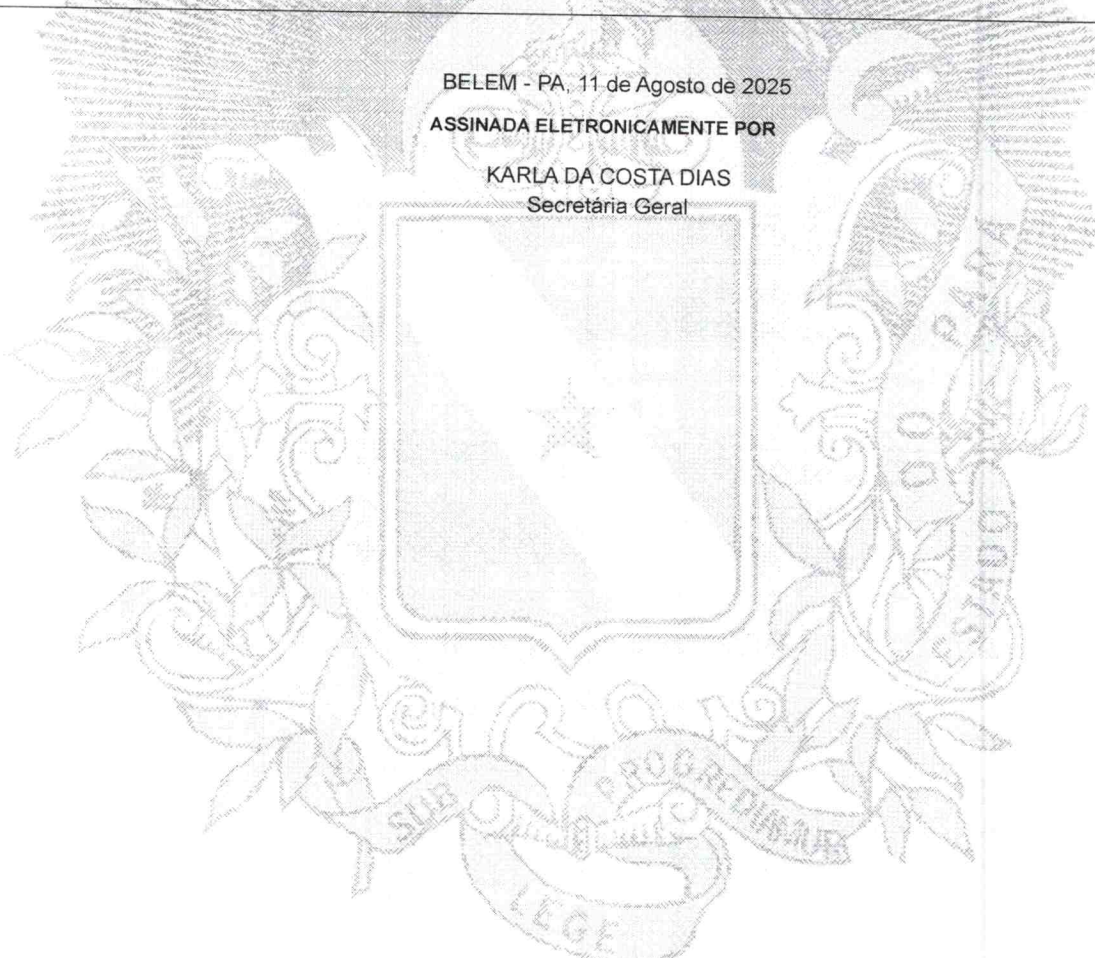 BELEM - PA, 11 de Agosto de 2025
ASSINADA ELETRONICAMENTE POR
KARLA DA COSTA DIAS
Secretária Geral
ESTADO DO PARÁ
SUB LEGE PROGREDIMUR